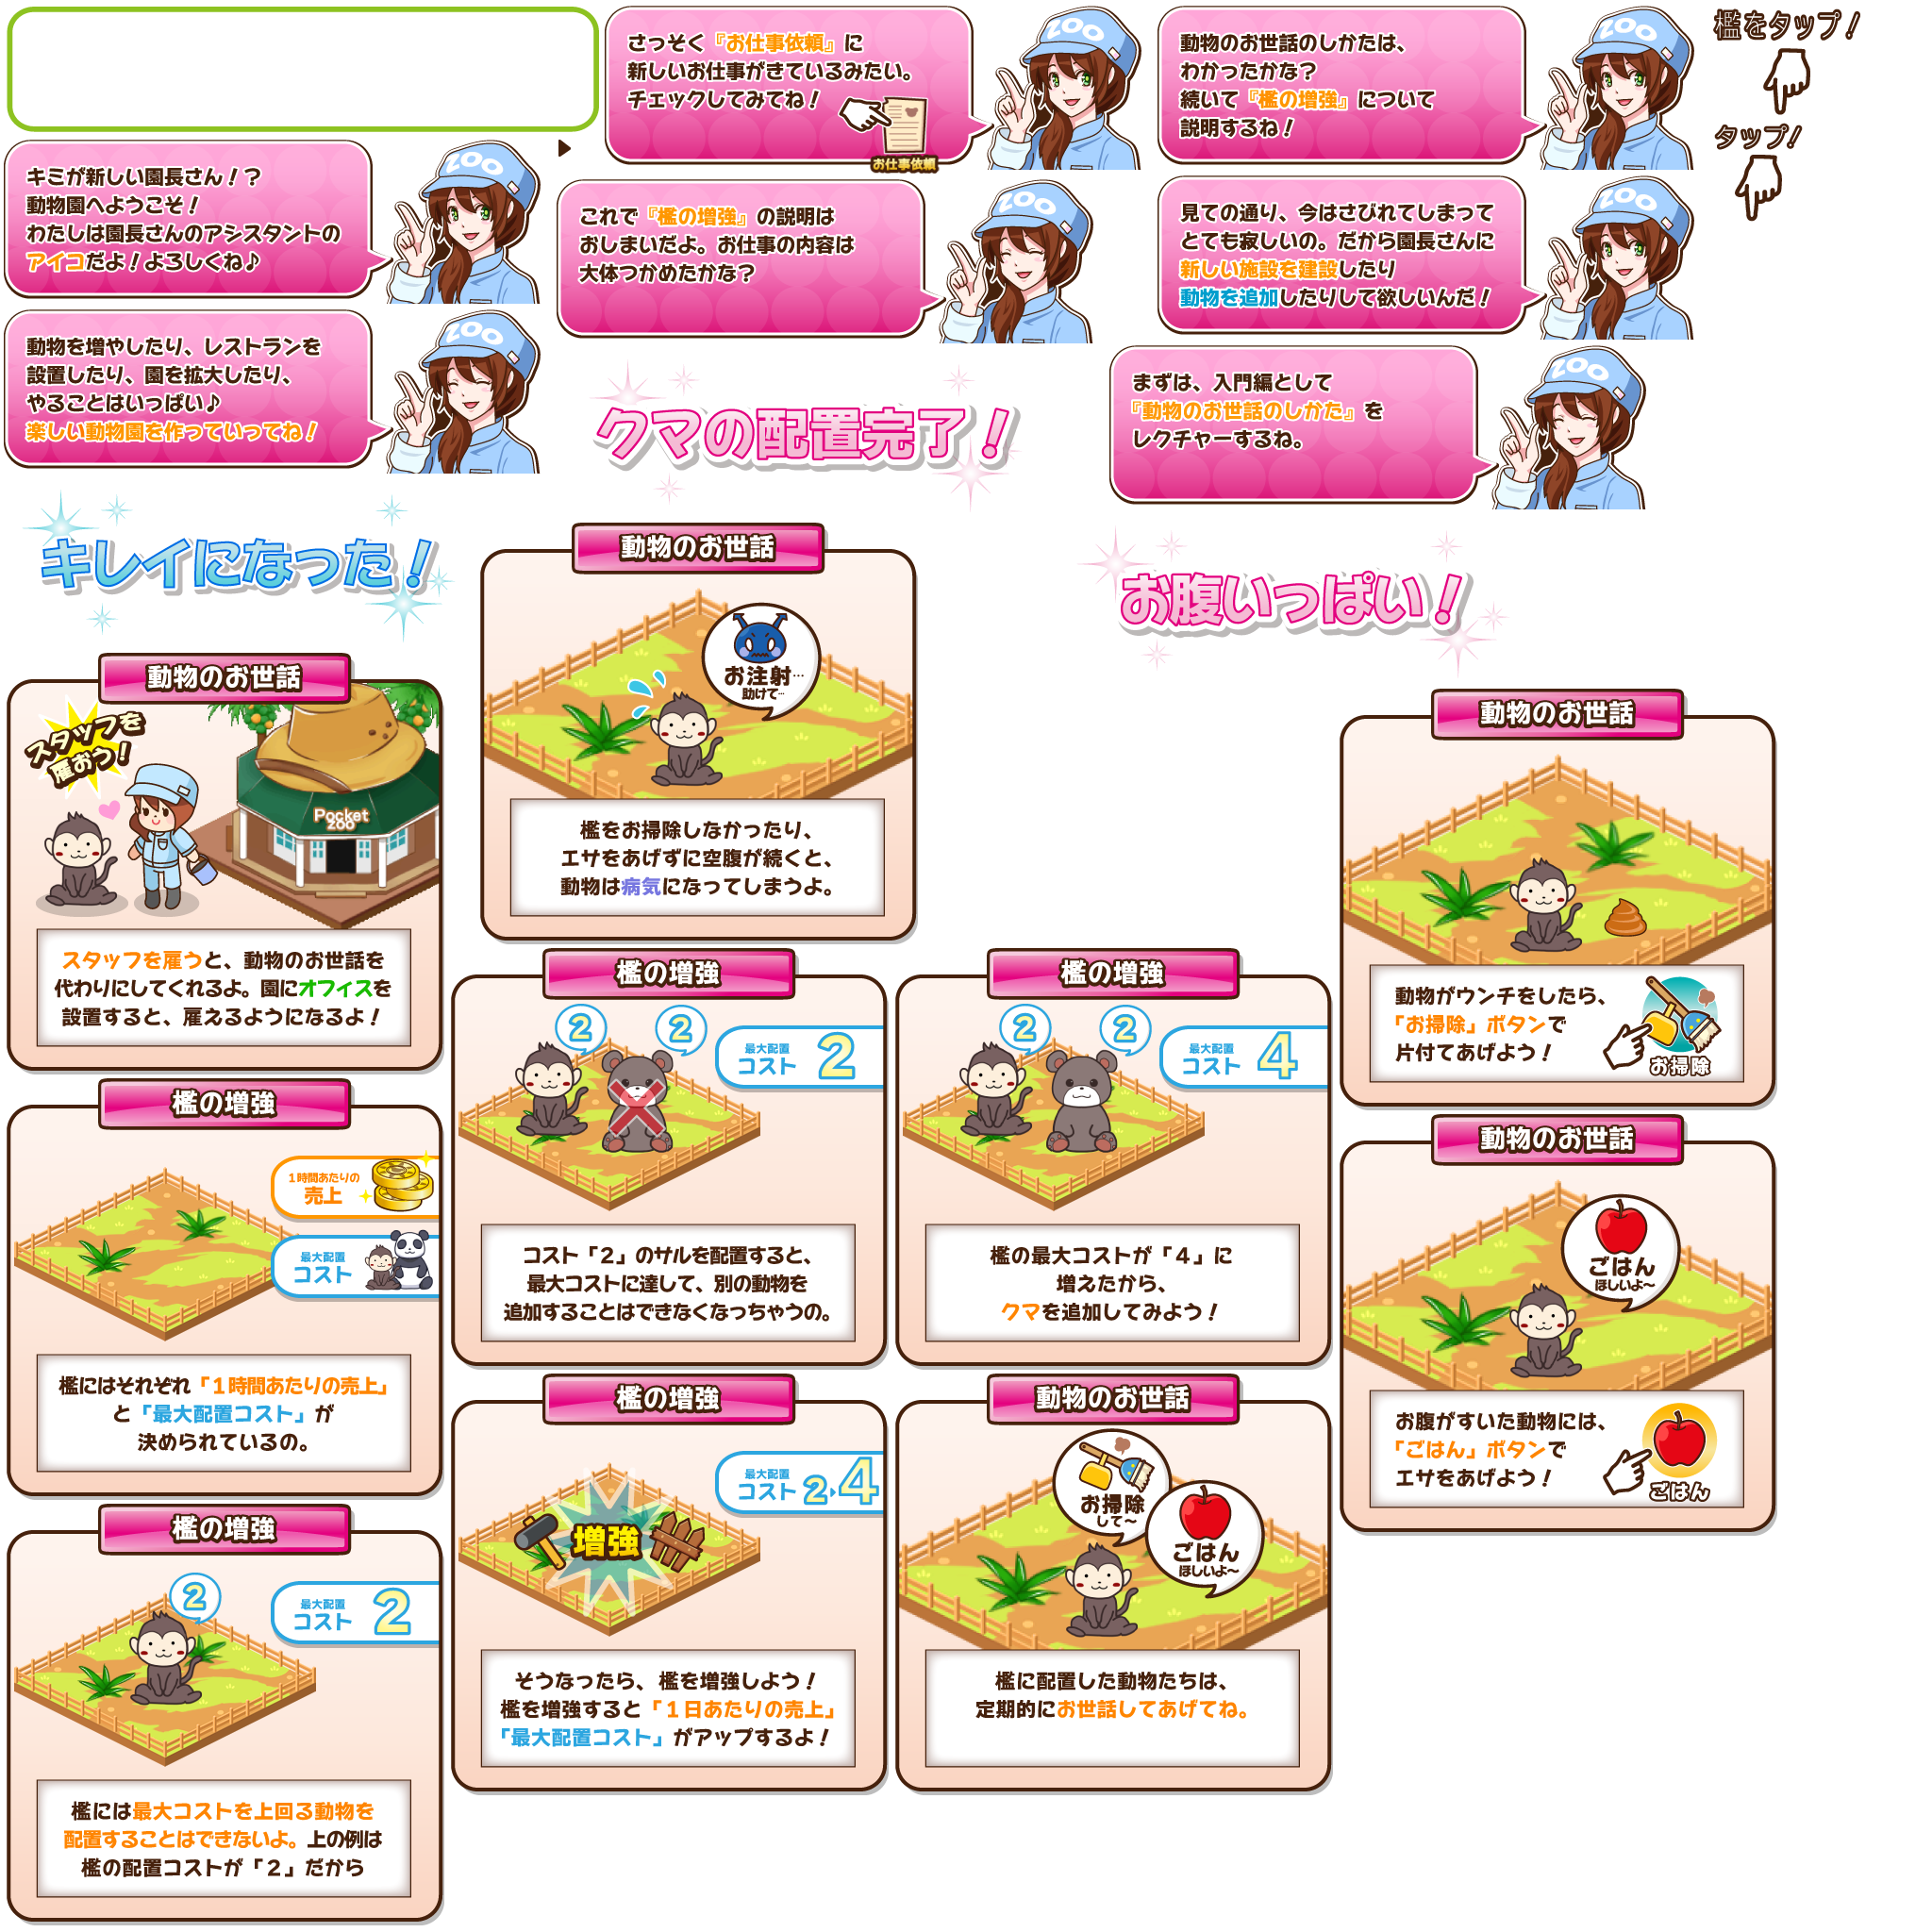 ZOO
さっそく『お仕事依頼』に
新しいお仕事がきているみたい。
チェックしてみてね！
お仕事依頼
ZOO
動物のお世話のしかたは、
わかったかな？
続いて『檻の増強』について
説明するね！
ZOO
檻をタップ！
タップ！
キミが新しい園長さん！？
動物園へようこそ！
わたしは園長さんのアシスタントの
アイコだよ！よろしくね♪
ZOO
これで『檻の増強』の説明は
おしまいだよ。お仕事の内容は
大体つかめたかな？
ZOO
見ての通り、今はさびれてしまって
とても寂しいの。だから園長さんに
新しい施設を建設したり
動物を追加したりして欲しいんだ！
動物を増やしたり、レストランを
設置したり、園を拡大したり、
やることはいっぱい♪
楽しい動物園を作っていってね！
ZOO
まずは、入門編として
『動物のお世話のしかた』を
レクチャーするね。
ZOO
クマの配置完了！
キレイになった！
お腹いっぱい！
動物のお世話
お注射…
助けて…
檻をお掃除しなかったり、
エサをあげずに空腹が続くと、
動物は病気になってしまうよ。
動物のお世話
スタッフを
雇おう！
Pocket
ZOO
スタッフを雇うと、動物のお世話を
代わりにしてくれるよ。園にオフィスを
設置すると、雇えるようになるよ！
動物のお世話
動物がウンチをしたら、
「お掃除」ボタンで
片付てあげよう！
お掃除
檻の増強
2
2
最大配置
コスト 2
コスト「２」のサルを配置すると、
最大コストに達して、別の動物を
追加することはできなくなっちゃうの。
檻の増強
2
2
最大配置
コスト 4
檻の最大コストが「４」に
増えたから、
クマを追加してみよう！
檻の増強
１時間あたりの
売上
最大配置
コスト
檻にはそれぞれ「１時間あたりの売上」
と「最大配置コスト」が
決められているの。
動物のお世話
ごはん
ほしいよ～
お腹がすいた動物には、
「ごはん」ボタンで
エサをあげよう！
ごはん
檻の増強
最大配置
コスト 2 4
増強
そうなったら、檻を増強しよう！
檻を増強すると「１日あたりの売上」
「最大配置コスト」がアップするよ！
動物のお世話
お掃除
して～
ごはん
ほしいよ～
檻に配置した動物たちは、
定期的にお世話してあげてね。
檻の増強
2
最大配置
コスト 2
檻には最大コストを上回る動物を
配置することはできないよ。上の例は
檻の配置コストが「２」だから